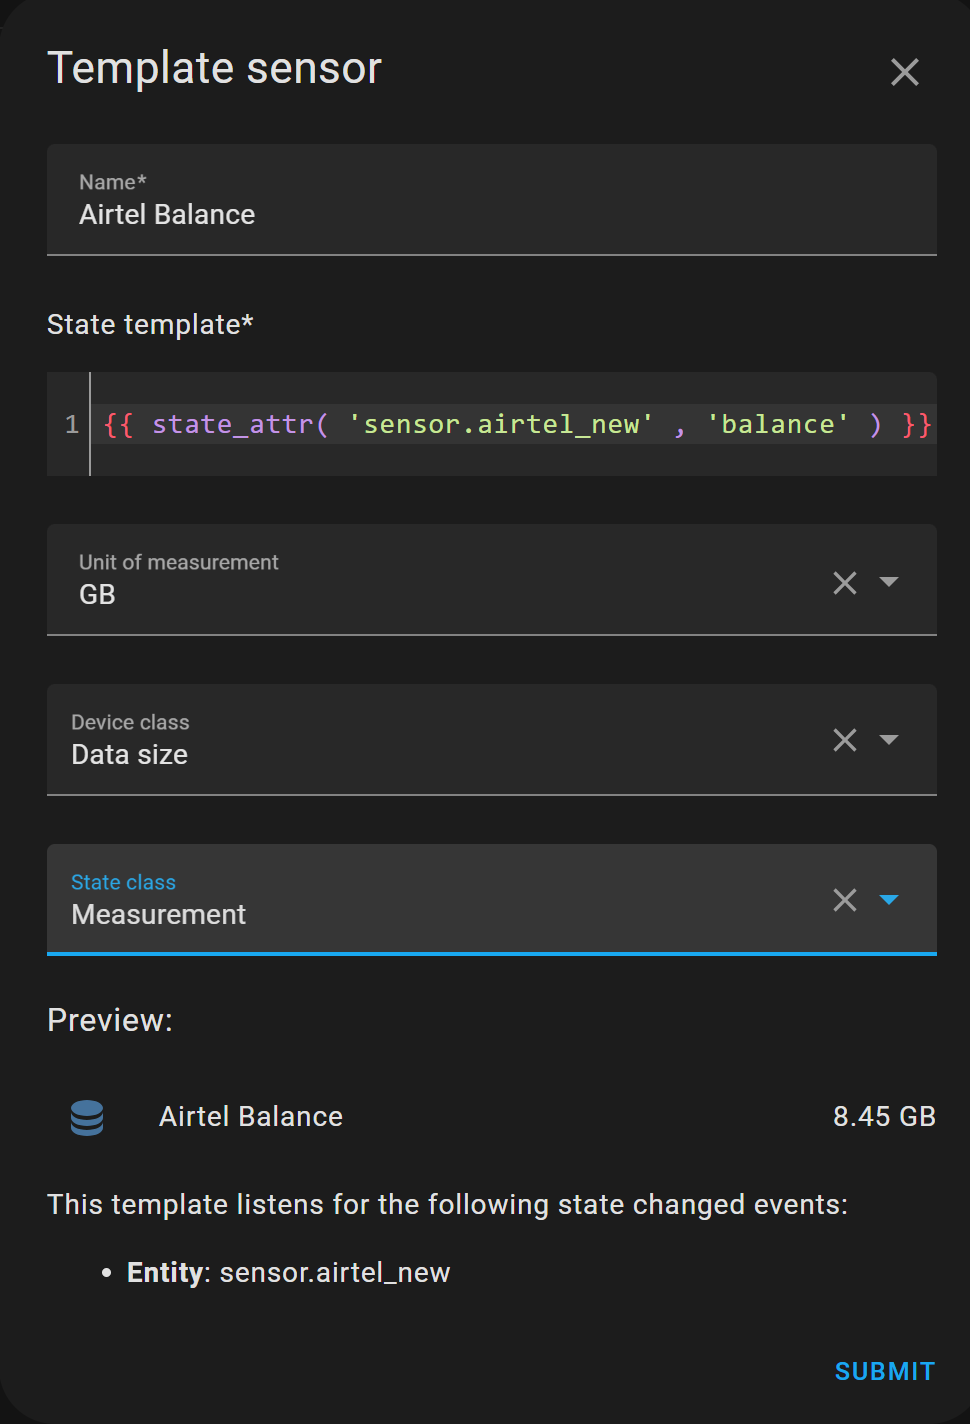 Template sensor
Name*
Airtel Balance
State template*
1 {{ state_attr( 'sensor.airtel_new' , 'balance' ) }}
Unit of measurement
GB
Device class
Data size
State class
Measurement
Preview:
Airtel Balance 8.45 GB
This template listens for the following state changed events:
• Entity: sensor.airtel_new
SUBMIT